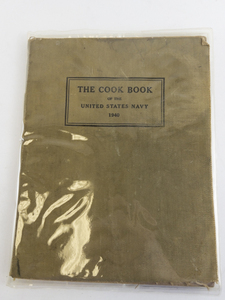 THE COOK BOOK
OF THE
UNITED STATES NAVY
1940